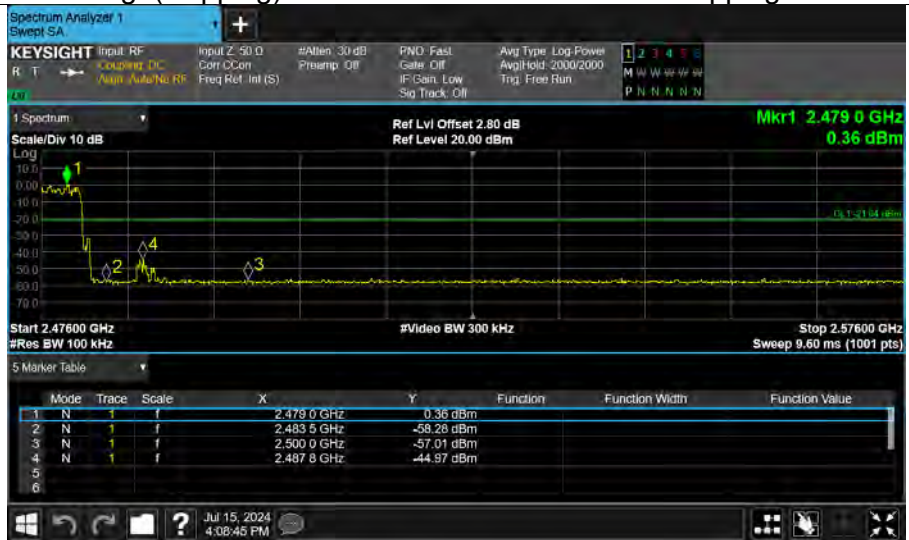 Spectrum Analyzer 1
Swept SA
+
KEYSIGHT
R T
Input: RF
Coupling: DC
Align: Auto/No RF
Input Z: 50 Ω
Corr CCorr
Freq Ref: Int (S)
#Atten: 30 dB
Preamp: Off
PNO: Fast
Gate: Off
IF Gain: Low
Sig Track: Off
Avg Type: Log-Power
Avg|Hold: 2000/2000
Trig: Free Run
1 2 3 4 5 6
M W W W W W
P N N N N N
1 Spectrum
Scale/Div 10 dB
Ref Lvl Offset 2.80 dB
Ref Level 20.00 dBm
Mkr1 2.479 0 GHz
0.36 dBm
Log
10.0
0.00
-10.0
-20.0
-30.0
-40.0
-50.0
-60.0
-70.0
1
2
4
3
Start 2.47600 GHz
#Res BW 100 kHz
#Video BW 300 kHz
Stop 2.57600 GHz
Sweep 9.60 ms (1001 pts)
5 Marker Table
Mode Trace Scale X Y Function Function Width Function Value
1 N 1 f 2.479 0 GHz 0.36 dBm
2 N 1 f 2.483 5 GHz -58.28 dBm
3 N 1 f 2.500 0 GHz -57.01 dBm
4 N 1 f 2.487 8 GHz -44.97 dBm
5
6
?
Jul 15, 2024
4:08:45 PM